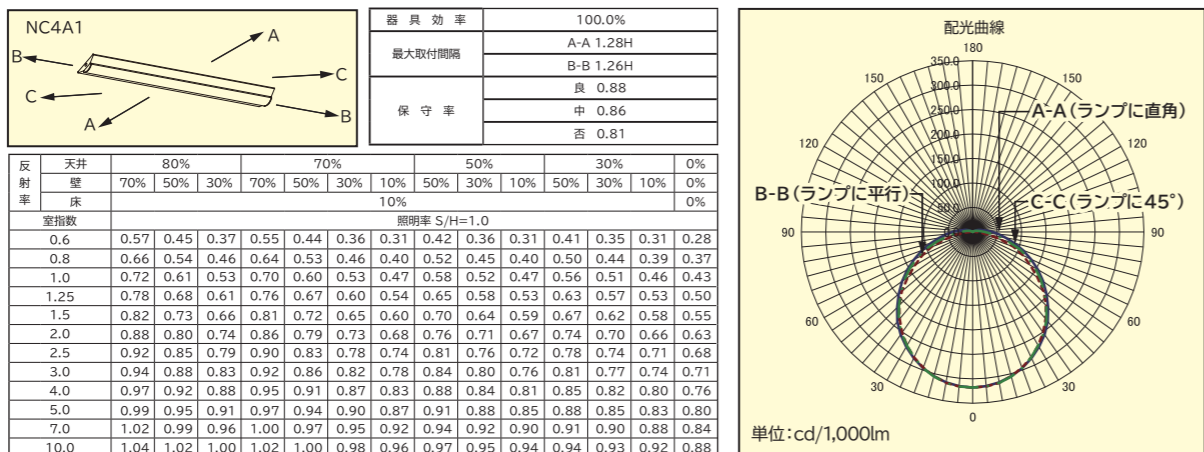 NC4A1
A
B
C
C
A
B
器具効率 100.0%
最大取付間隔 A-A 1.28H
B-B 1.26H
保守率 良 0.88
中 0.86
否 0.81
反射率 天井 80% 70% 50% 30% 0%
壁 70% 50% 30% 70% 50% 30% 10% 50% 30% 10% 50% 30% 10% 0%
床 10% 0%
室指数 照明率 S/H=1.0
0.6 0.57 0.45 0.37 0.55 0.44 0.36 0.31 0.42 0.36 0.31 0.41 0.35 0.31 0.28
0.8 0.66 0.54 0.46 0.64 0.53 0.46 0.40 0.52 0.45 0.40 0.50 0.44 0.39 0.37
1.0 0.72 0.61 0.53 0.70 0.60 0.53 0.47 0.58 0.52 0.47 0.56 0.51 0.46 0.43
1.25 0.78 0.68 0.61 0.76 0.67 0.60 0.54 0.65 0.58 0.53 0.63 0.57 0.53 0.50
1.5 0.82 0.73 0.66 0.81 0.72 0.65 0.60 0.70 0.64 0.59 0.67 0.62 0.58 0.55
2.0 0.88 0.80 0.74 0.86 0.79 0.73 0.68 0.76 0.71 0.67 0.74 0.70 0.66 0.63
2.5 0.92 0.85 0.79 0.90 0.83 0.78 0.74 0.81 0.76 0.72 0.78 0.74 0.71 0.68
3.0 0.94 0.88 0.83 0.92 0.86 0.82 0.78 0.84 0.80 0.76 0.81 0.77 0.74 0.71
4.0 0.97 0.92 0.88 0.95 0.91 0.87 0.83 0.88 0.84 0.81 0.85 0.82 0.80 0.76
5.0 0.99 0.95 0.91 0.97 0.94 0.90 0.87 0.91 0.88 0.85 0.88 0.85 0.83 0.80
7.0 1.02 0.99 0.96 1.00 0.97 0.95 0.92 0.94 0.92 0.90 0.91 0.90 0.88 0.84
10.0 1.04 1.02 1.00 1.02 1.00 0.98 0.96 0.97 0.95 0.94 0.94 0.93 0.92 0.88
配光曲線
180
350.0
150 300.0 150
250.0 A-A(ランプに直角)
200.0
120 150.0 120
100.0
B-B(ランプに平行) C-C(ランプに45°)
50.0
90 90
60 60
30 30
0
単位:cd/1,000lm